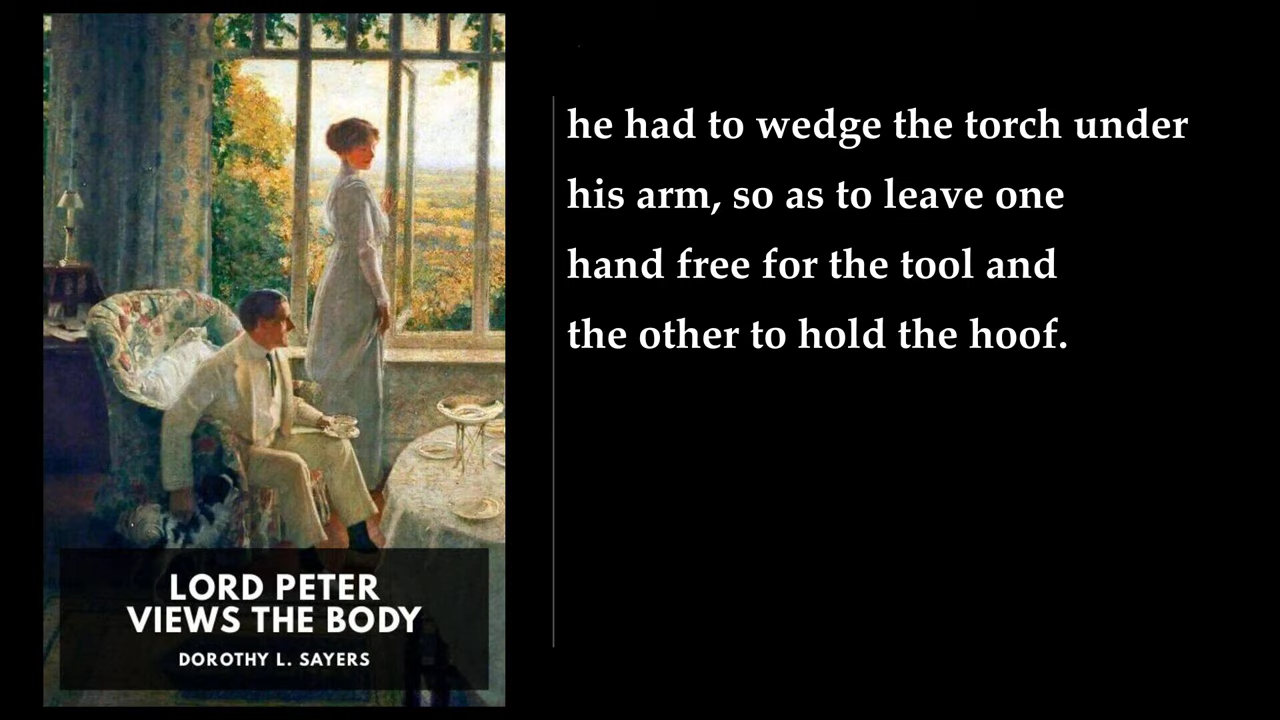 he had to wedge the torch under
his arm, so as to leave one
hand free for the tool and
the other to hold the hoof.
LORD PETER
VIEWS THE BODY
DOROTHY L. SAYERS